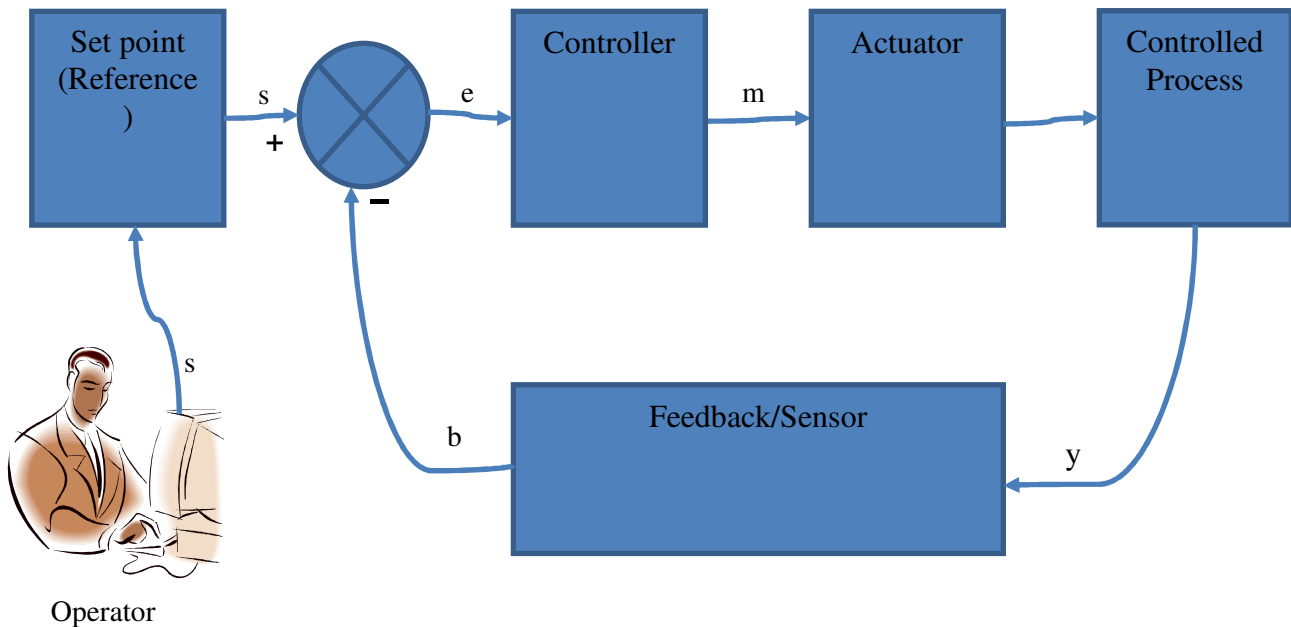 Set point
(Reference
)
s
+
e
Controller
m
Actuator
Controlled
Process
−
s
b
Feedback/Sensor
y
Operator